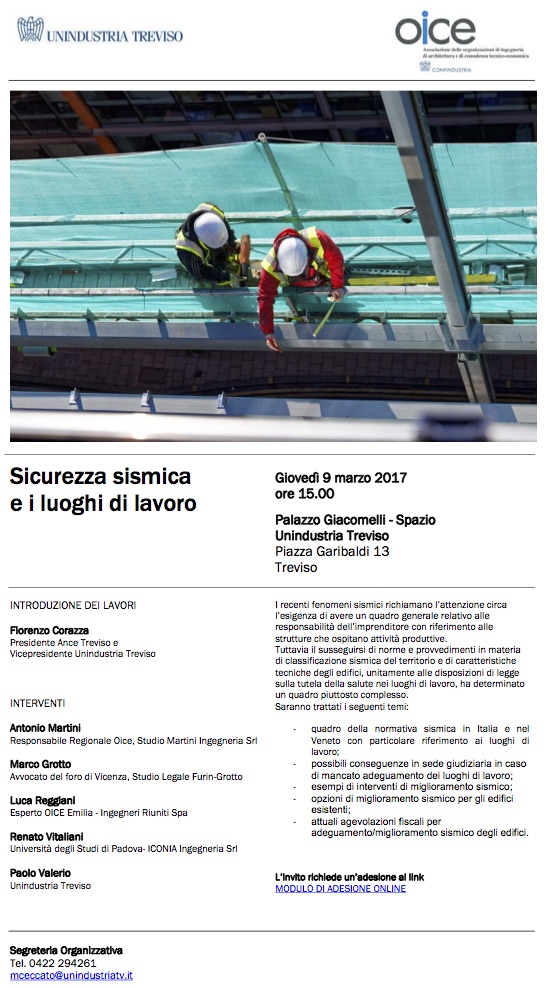 UNINDUSTRIA TREVISO
oice
Associazione delle organizzazioni di ingegneria
di architettura e di consulenza tecnico-economica
CONFINDUSTRIA
Sicurezza sismica
e i luoghi di lavoro
Giovedì 9 marzo 2017
ore 15.00
Palazzo Giacomelli - Spazio
Unindustria Treviso
Piazza Garibaldi 13
Treviso
INTRODUZIONE DEI LAVORI
Fiorenzo Corazza
Presidente Ance Treviso e
Vicepresidente Unindustria Treviso
INTERVENTI
Antonio Martini
Responsabile Regionale Oice, Studio Martini Ingegneria Srl
Marco Grotto
Avvocato del foro di Vicenza, Studio Legale Furin-Grotto
Luca Reggiani
Esperto OICE Emilia - Ingegneri Riuniti Spa
Renato Vitaliani
Università degli Studi di Padova- ICONIA Ingegneria Srl
Paolo Valerio
Unindustria Treviso
I recenti fenomeni sismici richiamano l'attenzione circa
l'esigenza di avere un quadro generale relativo alle
responsabilità dell'imprenditore con riferimento alle
strutture che ospitano attività produttive.
Tuttavia il susseguirsi di norme e provvedimenti in materia
di classificazione sismica del territorio e di caratteristiche
tecniche degli edifici, unitamente alle disposizioni di legge
sulla tutela della salute nei luoghi di lavoro, ha determinato
un quadro piuttosto complesso.
Saranno trattati i seguenti temi:
- quadro della normativa sismica in Italia e nel
Veneto con particolare riferimento ai luoghi di
lavoro;
- possibili conseguenze in sede giudiziaria in caso
di mancato adeguamento dei luoghi di lavoro;
- esempi di interventi di miglioramento sismico;
- opzioni di miglioramento sismico per gli edifici
esistenti;
- attuali agevolazioni fiscali per
adeguamento/miglioramento sismico degli edifici.
L'invito richiede un'adesione al link
MODULO DI ADESIONE ONLINE
Segreteria Organizzativa
Tel. 0422 294261
mceccato@unindustriatv.it